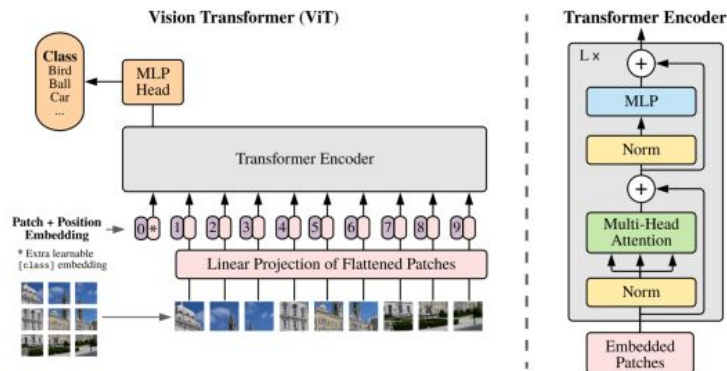 Vision Transformer (ViT)
Class
Bird
Ball
Car
...
MLP
Head
Transformer Encoder
Patch + Position
Embedding
0 * 1 2 3 4 5 6 7 8 9
* Extra learnable
[class] embedding
Linear Projection of Flattened Patches
Transformer Encoder
L ×
+
MLP
Norm
+
Multi-Head
Attention
Norm
Embedded
Patches